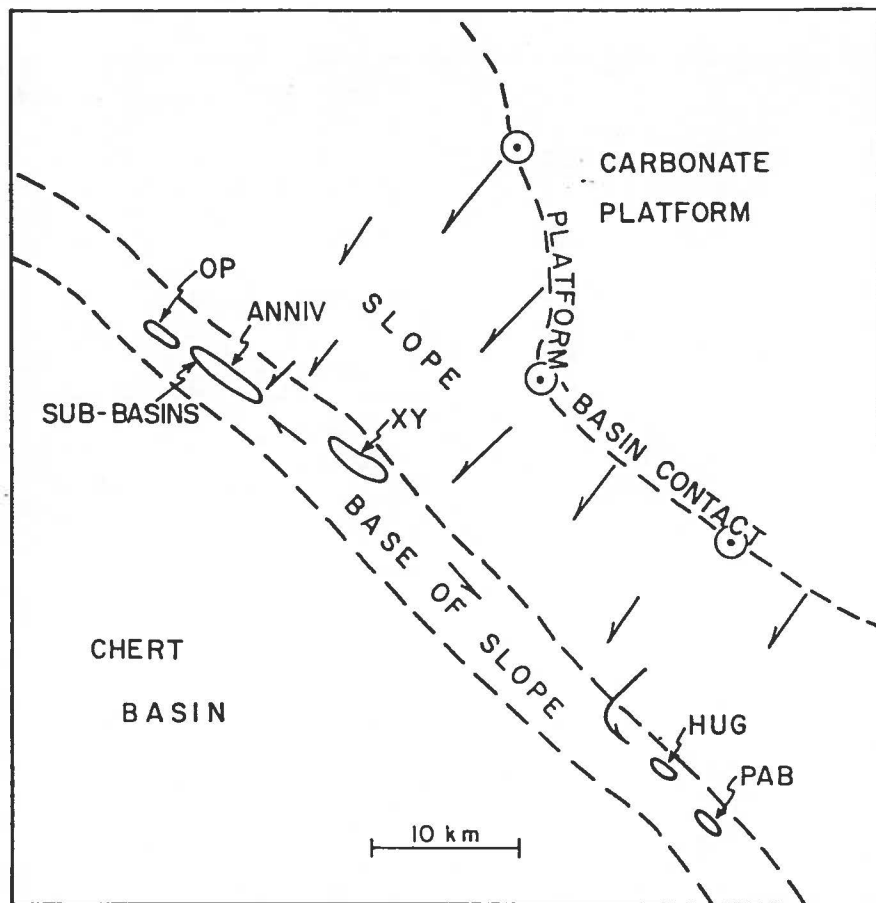 CARBONATE
PLATFORM
PLATFORM-BASIN CONTACT
OP
ANNIV
SLOPE
SUB-BASINS
XY
BASE OF SLOPE
CHERT
BASIN
HUG
PAB
10 km